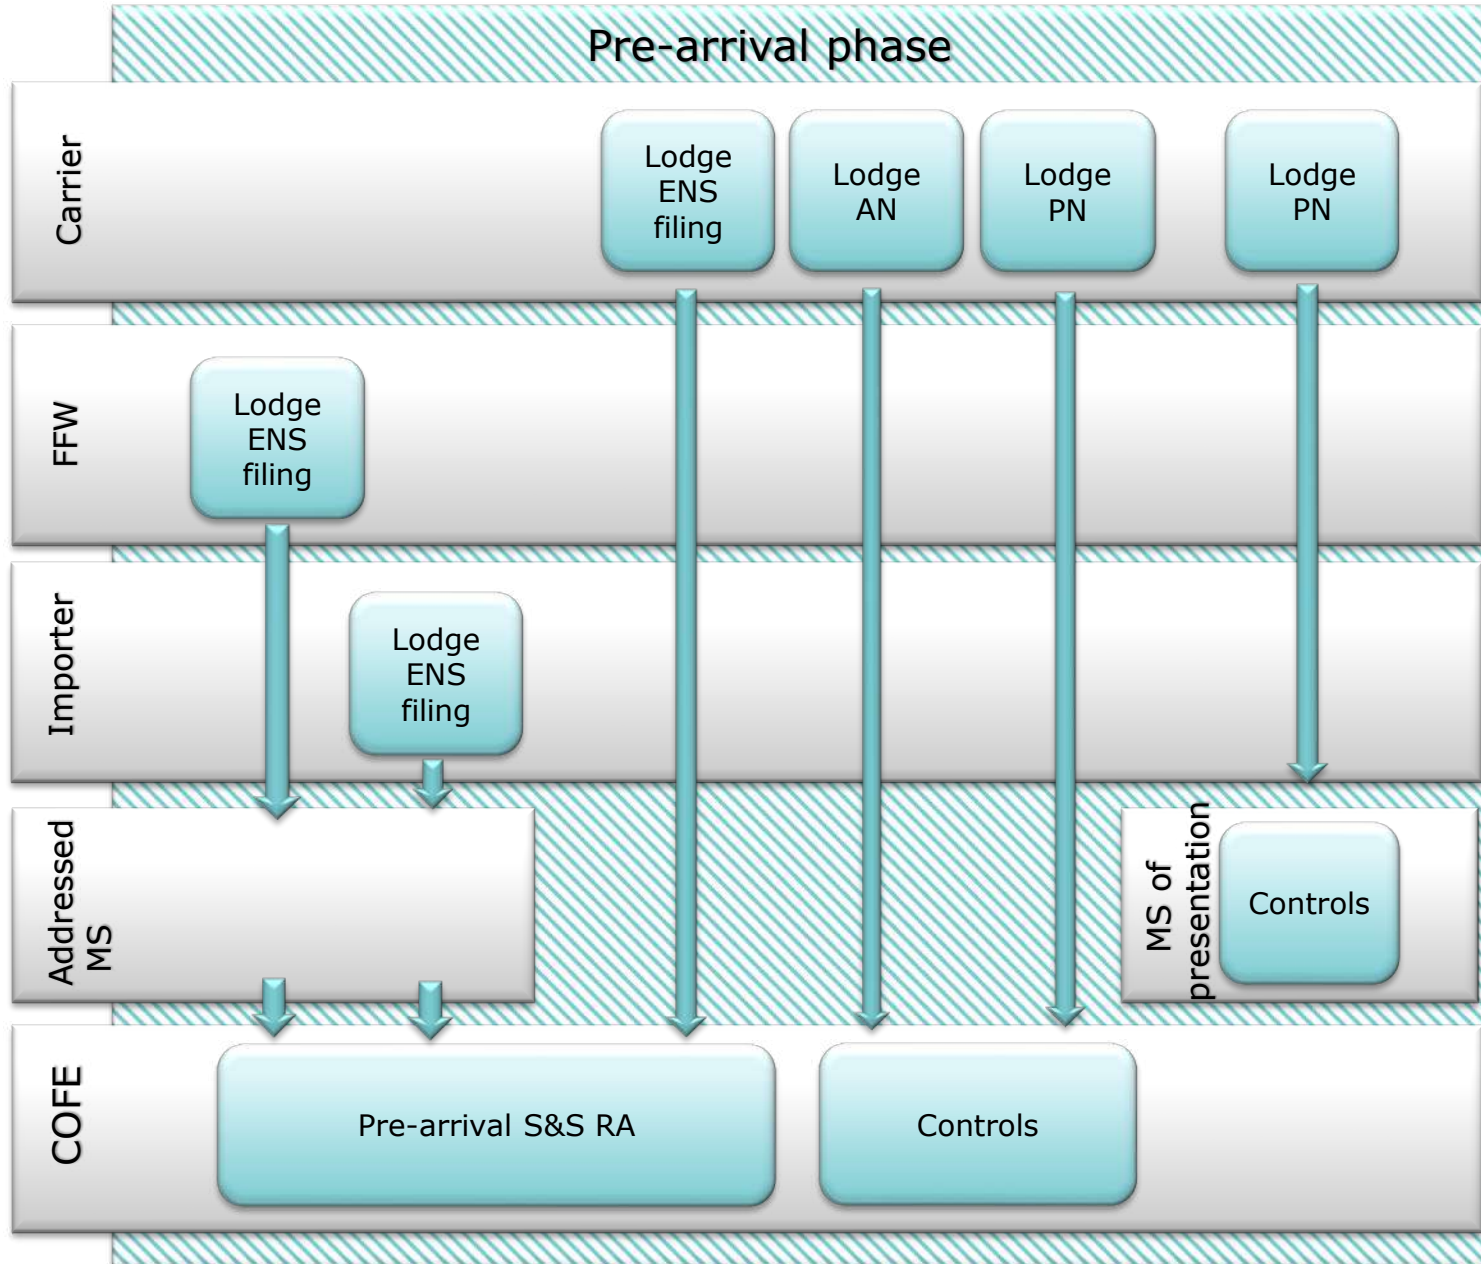 Pre-arrival phase
Carrier
Lodge
ENS
filing
Lodge
AN
Lodge
PN
Lodge
PN
FFW
Lodge
ENS
filing
Importer
Lodge
ENS
filing
Addressed
MS
MS of
presentation
Controls
COFE
Pre-arrival S&S RA
Controls